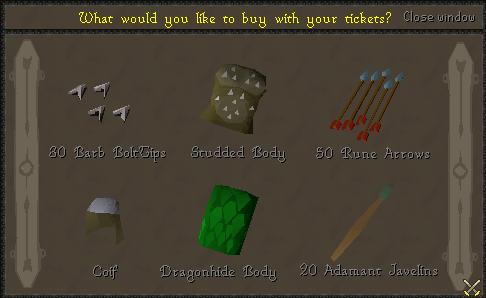 What would you like to buy with your tickets? Close window
30 Barb BoltTips Studded Body 50 Rune Arrows
Coif Dragonhide Body 20 Adamant Javelins